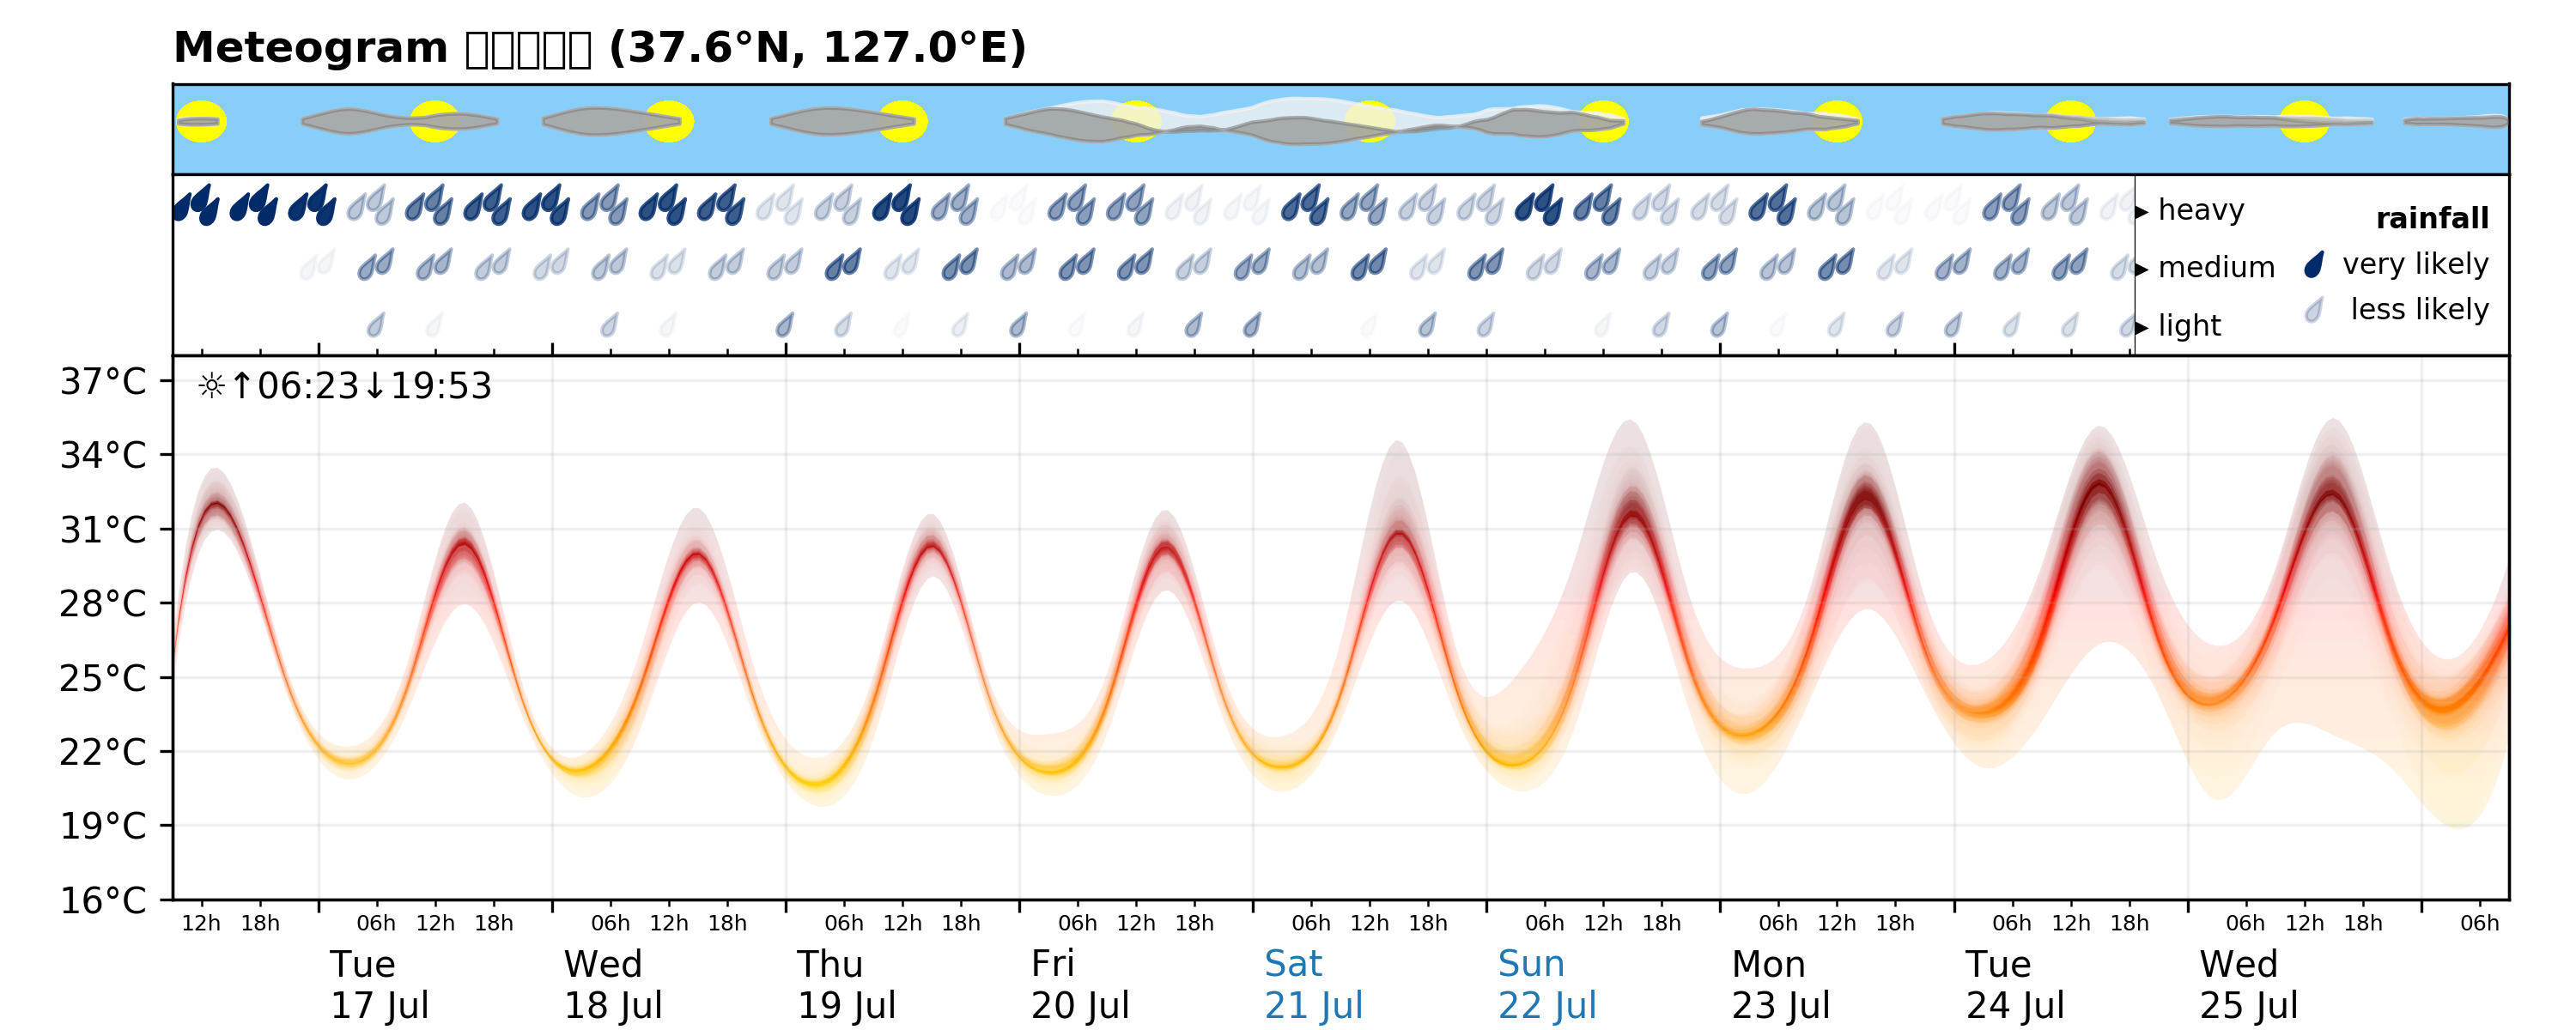 Meteogram (37.6°N, 127.0°E)
heavy
medium
light
rainfall
very likely
less likely
☼↑06:23↓19:53
37°C
34°C
31°C
28°C
25°C
22°C
19°C
16°C
12h 18h 06h 12h 18h 06h 12h 18h 06h 12h 18h 06h 12h 18h 06h 12h 18h 06h 12h 18h 06h 12h 18h 06h 12h 18h 06h 12h 18h 06h
Tue Wed Thu Fri Sat Sun Mon Tue Wed
17 Jul 18 Jul 19 Jul 20 Jul 21 Jul 22 Jul 23 Jul 24 Jul 25 Jul